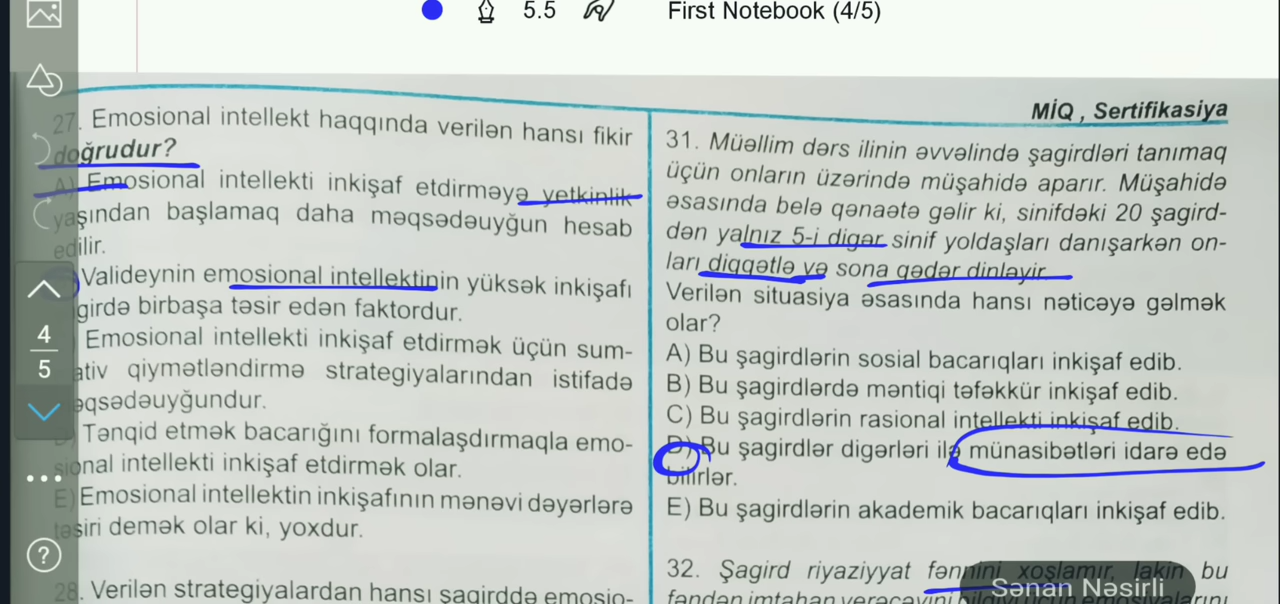 5.5
First Notebook (4/5)
MİQ , Sertifikasiya
27. Emosional intellekt haqqında verilən hansı fikir
doğrudur?
A) Emosional intellekti inkişaf etdirməyə yetkinlik
yaşından başlamaq daha məqsədəuyğun hesab
edilir.
Valideynin emosional intellektinin yüksək inkişafı
birbaşa təsir edən faktordur.
Emosional intellekti inkişaf etdirmək üçün sum-
qiymətləndirmə strategiyalarından istifadə
Tənqid etmək bacarığını formalaşdırmaqla emo-
sional intellekti inkişaf etdirmək olar.
E) Emosional intellektin inkişafının mənəvi dəyərlərə
təsiri demək olar ki, yoxdur.
28. Verilən strategiyalardan hansı şagirddə emosio-
31. Müəllim dərs ilinin əvvəlində şagirdləri tanımaq
üçün onların üzərində müşahidə aparır. Müşahidə
əsasında belə qənaətə gəlir ki, sinifdəki 20 şagird-
dən yalnız 5-i digər sinif yoldaşları danışarkən on-
ları diqqətlə və sona qədər dinləyir.
Verilən situasiya əsasında hansı nəticəyə gəlmək
olar?
A) Bu şagirdlərin sosial bacarıqları inkişaf edib.
B) Bu şagirdlərdə məntiqi təfəkkür inkişaf edib.
C) Bu şagirdlərin rasional intellekti inkişaf edib.
D) Bu şagirdlər digərləri ilə münasibətləri idarə edə
bilirlər.
E) Bu şagirdlərin akademik bacarıqları inkişaf edib.
32. Şagird riyaziyyat fənnini xoşlamır, lakin bu
fəndən imtahan verəcəyini bildiyi üçün emosiyalarını
4
5
?
Sənan Nəsirli